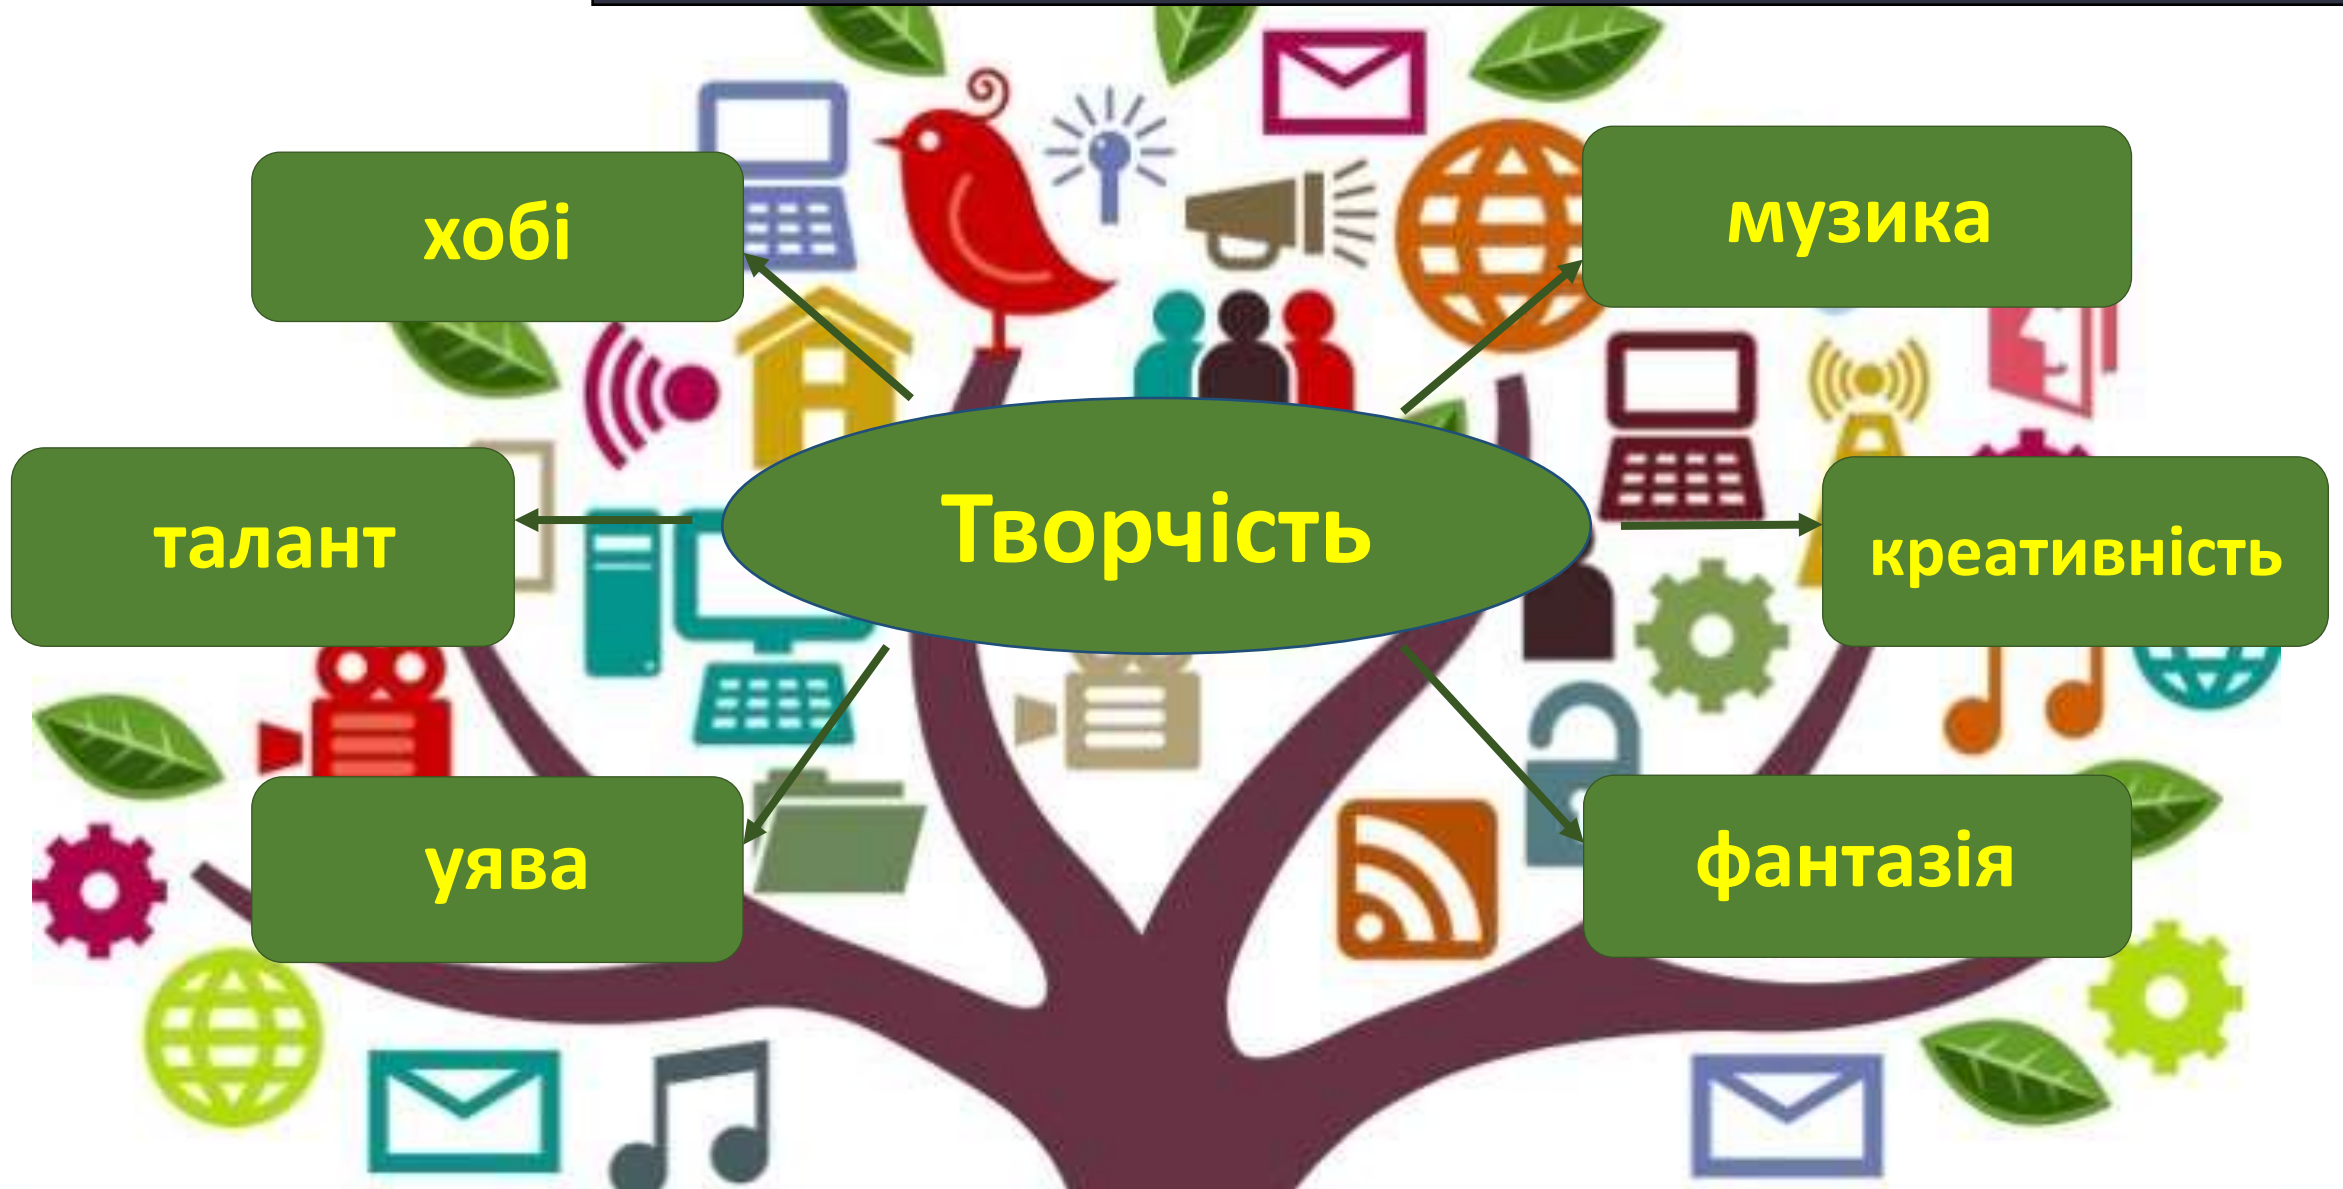 хобі
музика
Творчість
талант
креативність
уява
фантазія